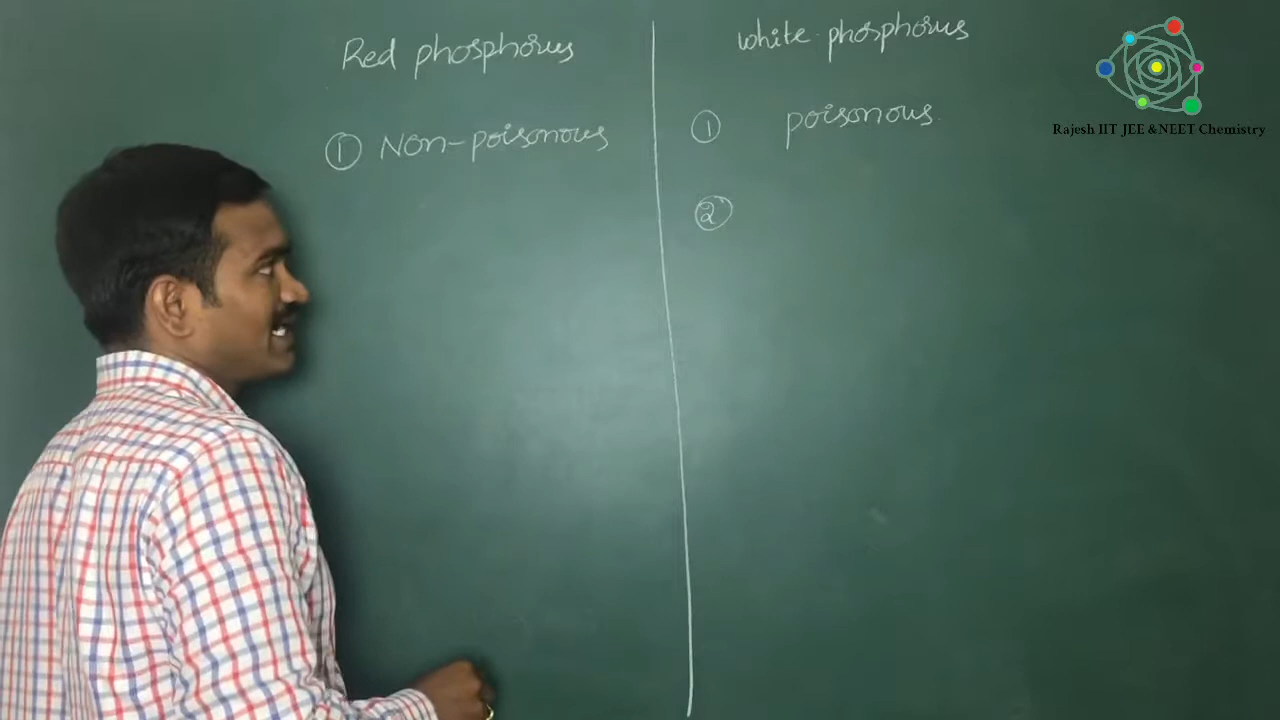 Red phosphorus
① Non-poisonous
white phosphorus
① poisonous.
②
Rajesh IIT JEE &NEET Chemistry